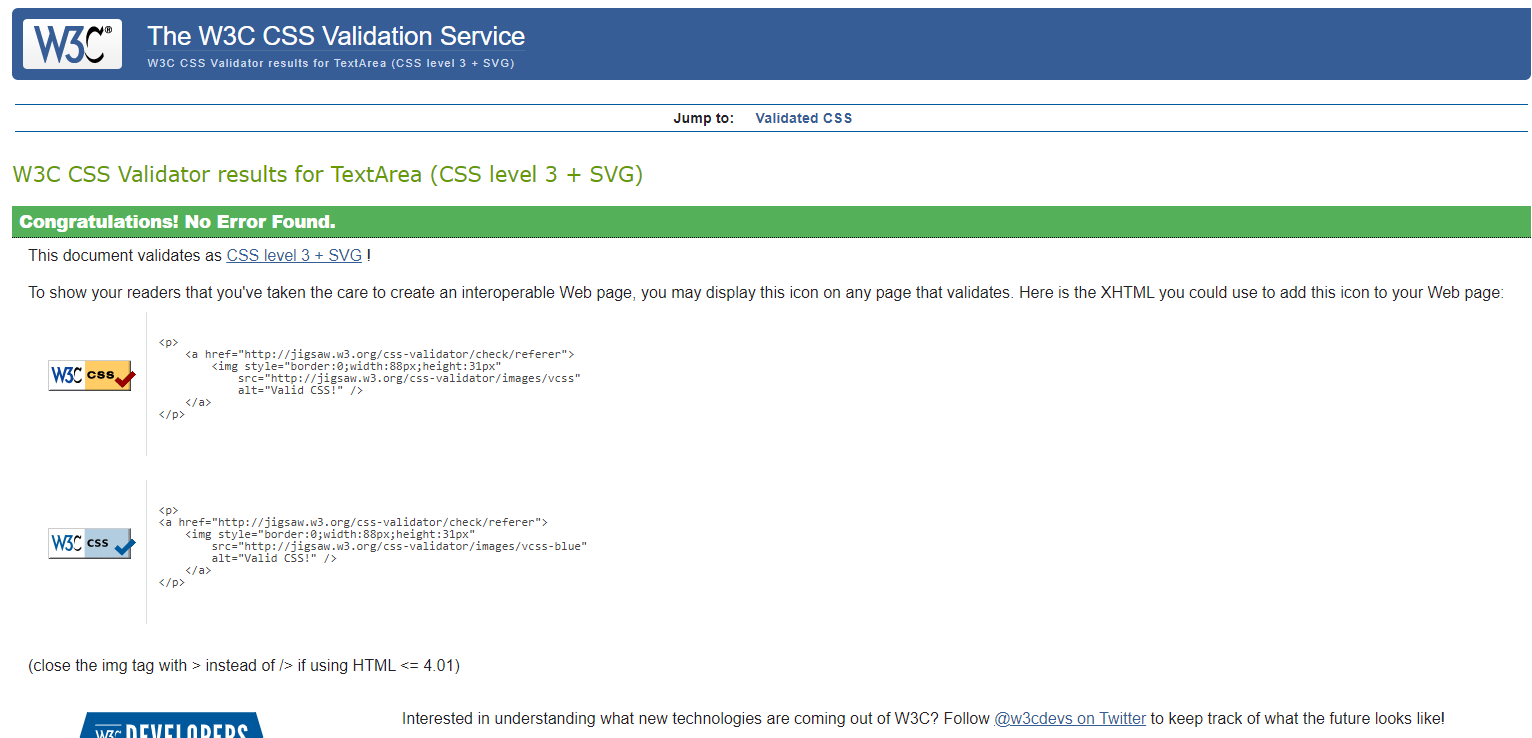 W3C®
The W3C CSS Validation Service
W3C CSS Validator results for TextArea (CSS level 3 + SVG)
Jump to: Validated CSS
W3C CSS Validator results for TextArea (CSS level 3 + SVG)
Congratulations! No Error Found.
This document validates as CSS level 3 + SVG !
To show your readers that you've taken the care to create an interoperable Web page, you may display this icon on any page that validates. Here is the XHTML you could use to add this icon to your Web page:
W3C css
<p>
<a href="http://jigsaw.w3.org/css-validator/check/referer">
<img style="border:0;width:88px;height:31px"
src="http://jigsaw.w3.org/css-validator/images/vcss"
alt="Valid CSS!" />
</a>
</p>
W3C css
<p>
<a href="http://jigsaw.w3.org/css-validator/check/referer">
<img style="border:0;width:88px;height:31px"
src="http://jigsaw.w3.org/css-validator/images/vcss-blue"
alt="Valid CSS!" />
</a>
</p>
(close the img tag with > instead of /> if using HTML <= 4.01)
W3C DEVELOPERS
Interested in understanding what new technologies are coming out of W3C? Follow @w3cdevs on Twitter to keep track of what the future looks like!